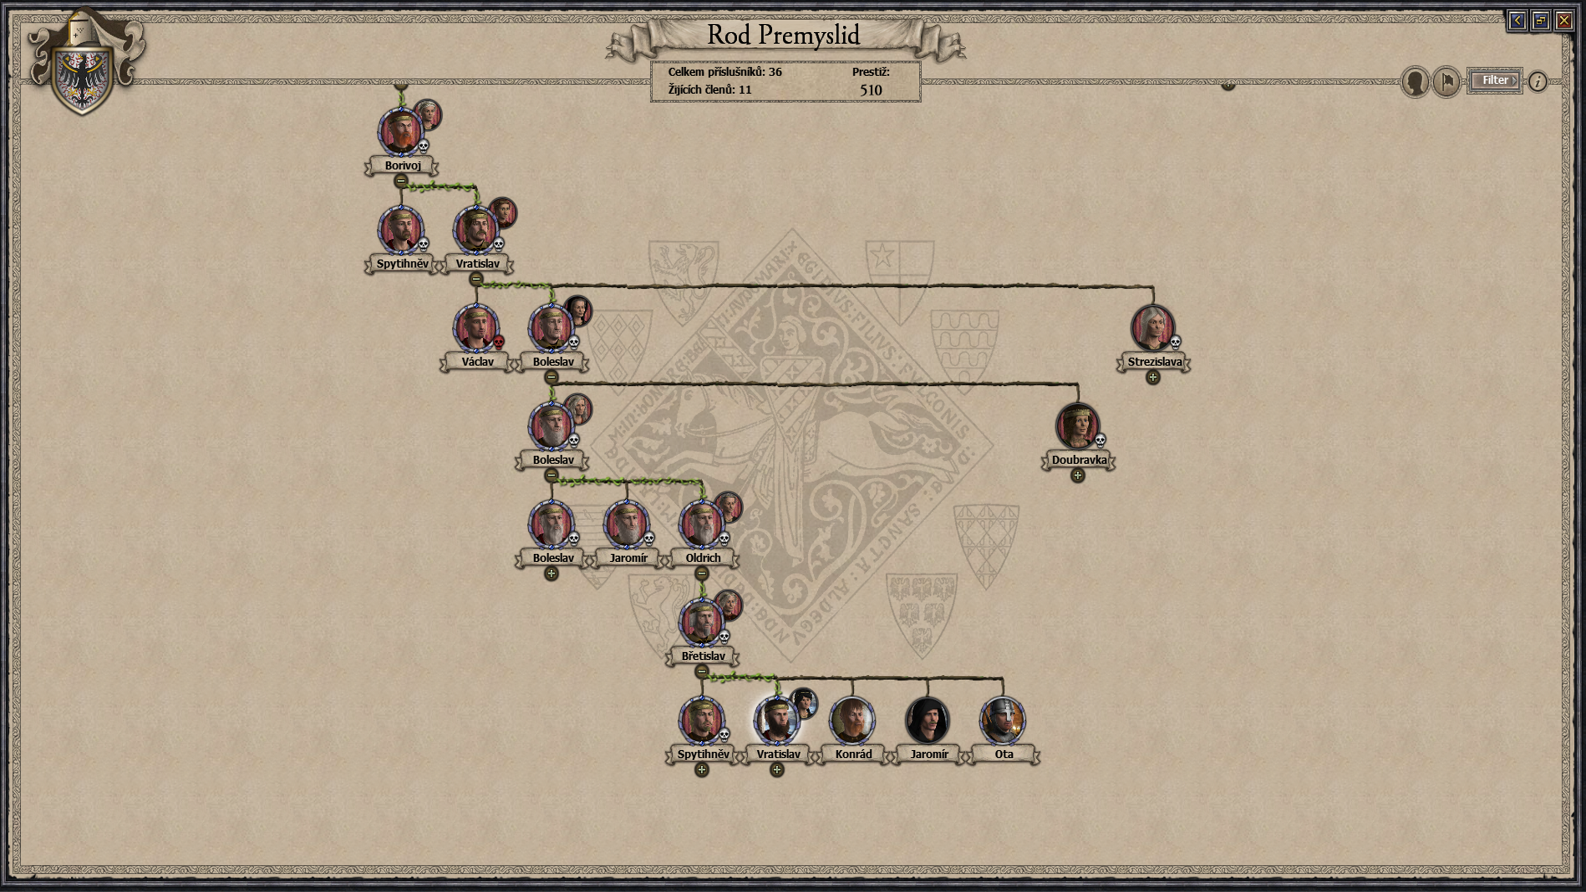 Rod Premyslid
Celkem příslušníků: 36
Prestiž:
Žijících členů: 11
510
Filter
Borivoj
Spytihněv
Vratislav
Václav
Boleslav
Strezislava
Boleslav
Doubravka
Boleslav
Jaromír
Oldrich
Břetislav
Spytihněv
Vratislav
Konrád
Jaromír
Ota